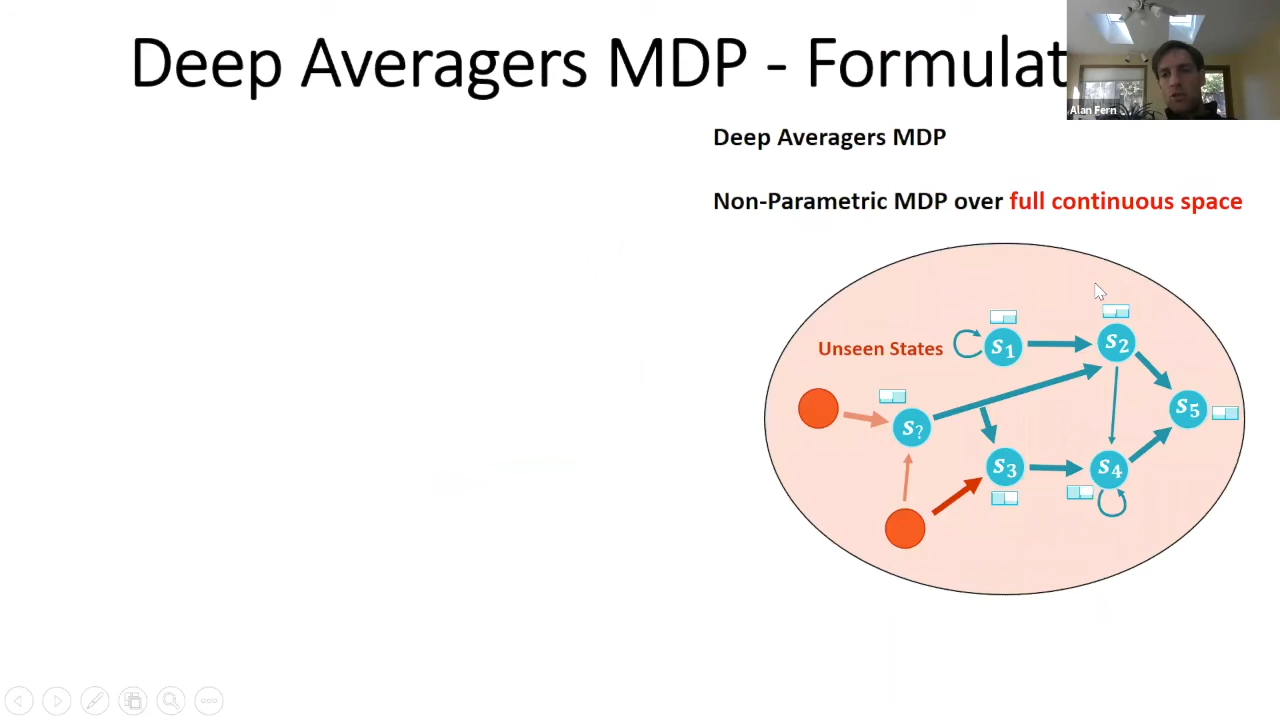 Deep Averagers MDP - Formulat
Alan Fern
Deep Averagers MDP
Non-Parametric MDP over full continuous space
Unseen States
s1
s2
s5
s?
s3
s4